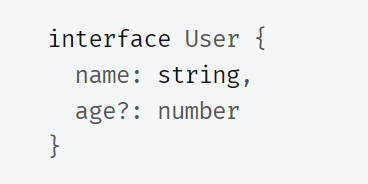 interface User {
  name: string,
  age?: number
}